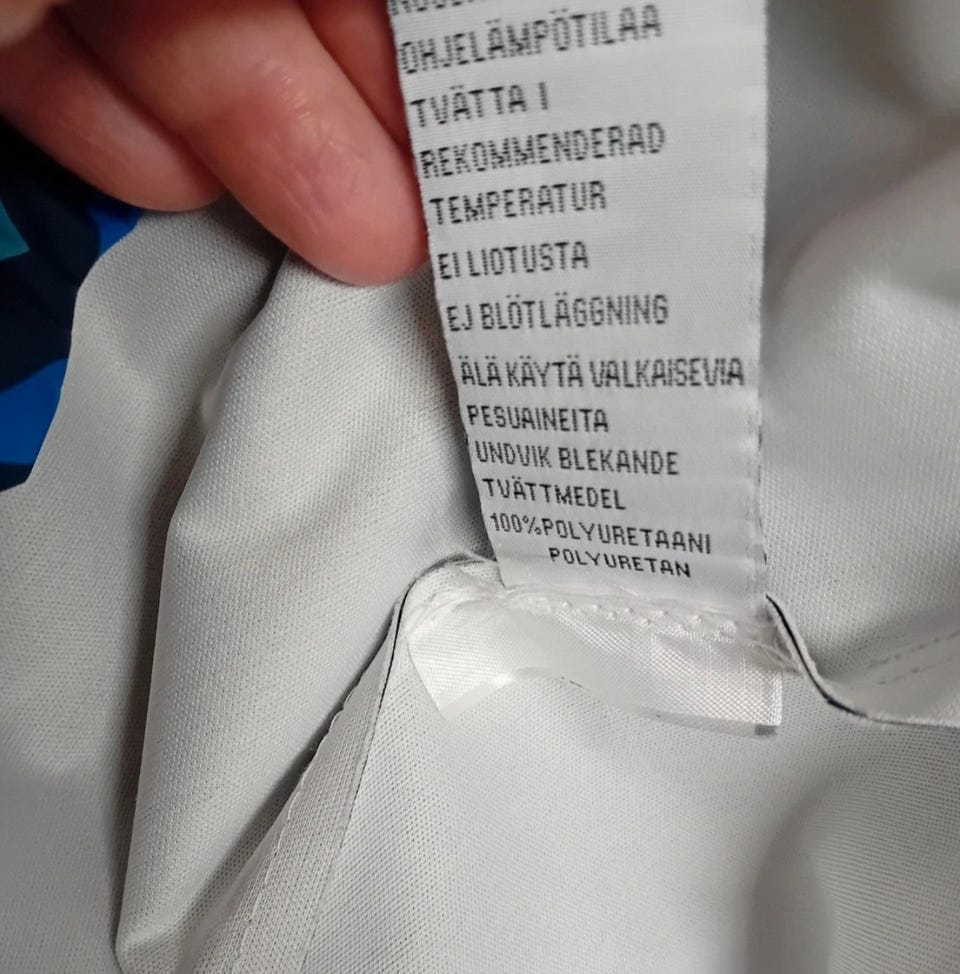 OHJELÄMPÖTILAA
TVÄTTA I
REKOMMENDERAD
TEMPERATUR
EI LIOTUSTA
EJ BLÖTLÄGGNING
ÄLÄ KÄYTÄ VALKAISEVIA
PESUAINEITA
UNDVIK BLEKANDE
TVÄTTMEDEL
100%POLYURETAANI
POLYURETAN